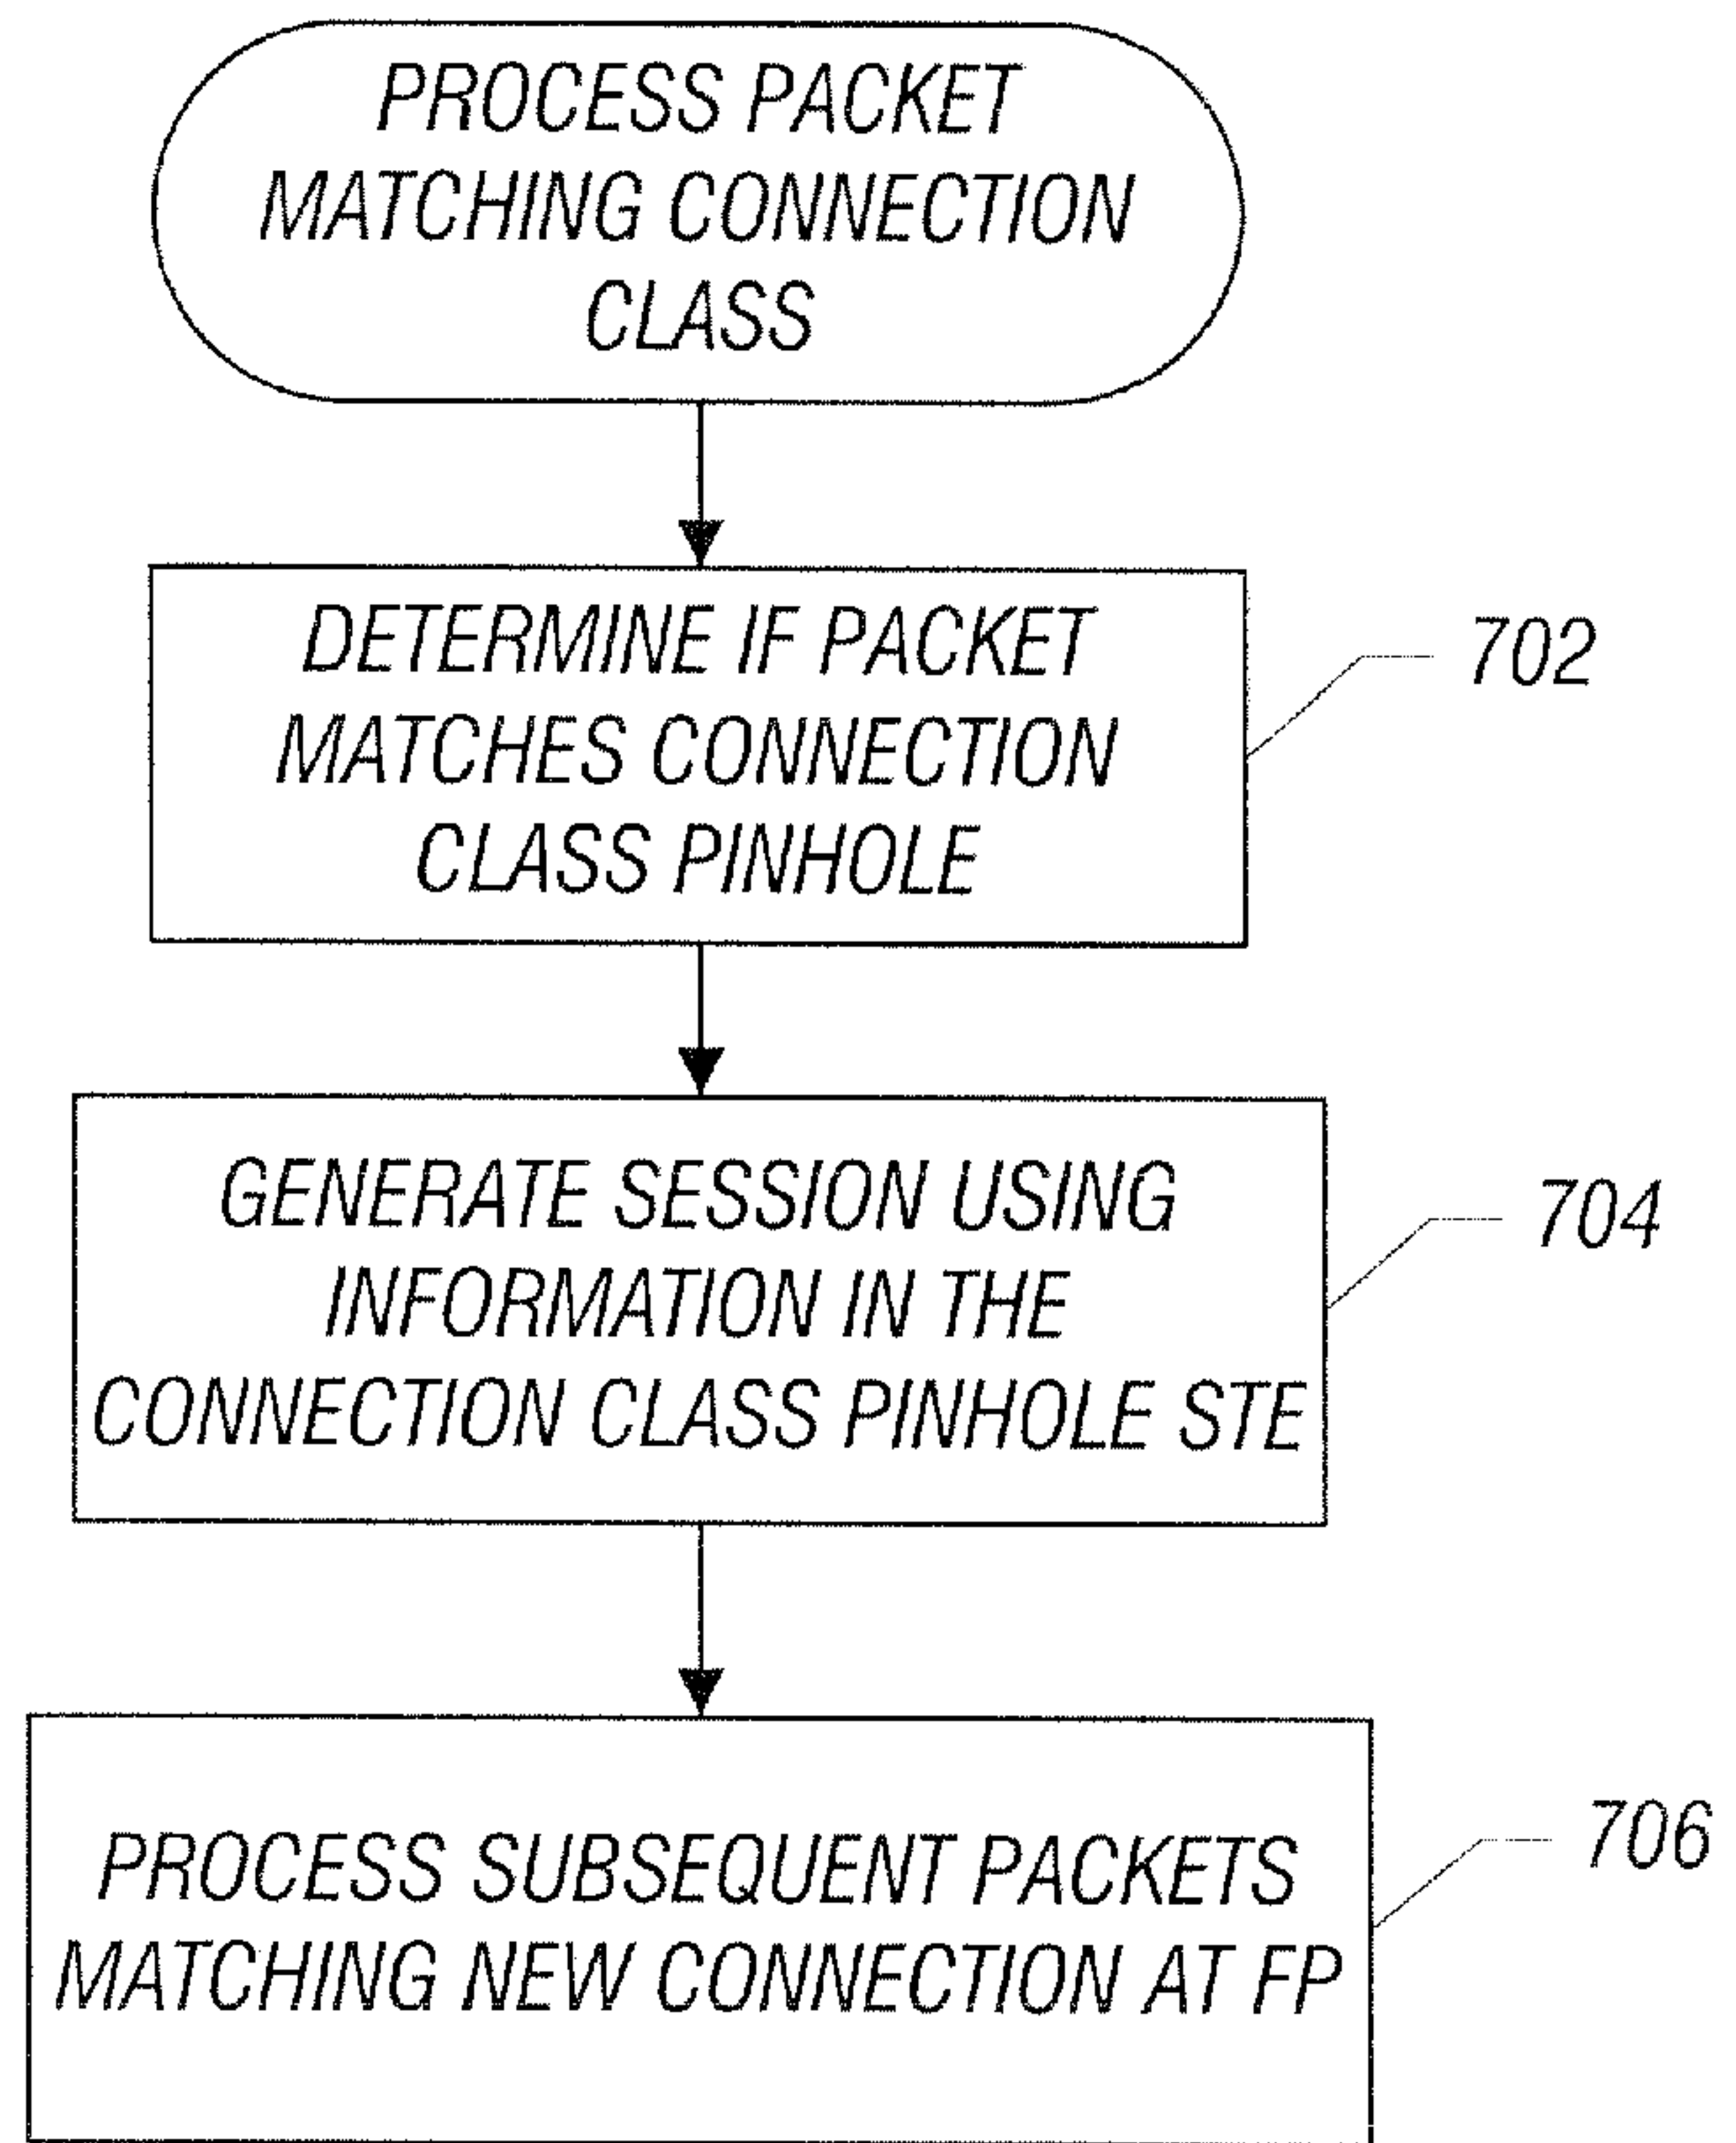 PROCESS PACKET
MATCHING CONNECTION
CLASS
DETERMINE IF PACKET
MATCHES CONNECTION
CLASS PINHOLE
702
GENERATE SESSION USING
INFORMATION IN THE
CONNECTION CLASS PINHOLE STE
704
PROCESS SUBSEQUENT PACKETS
MATCHING NEW CONNECTION AT FP
706